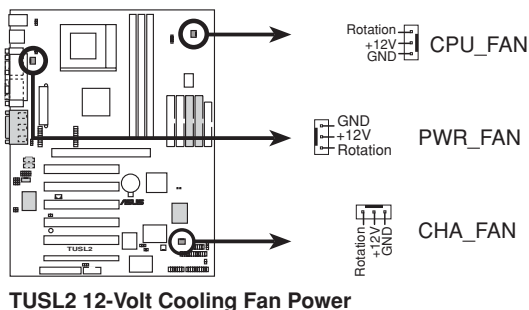 Rotation
+12V
GND
CPU_FAN
GND
+12V
Rotation
PWR_FAN
Rotation
+12V
GND
CHA_FAN
ASUS
TUSL2
TUSL2 12-Volt Cooling Fan Power